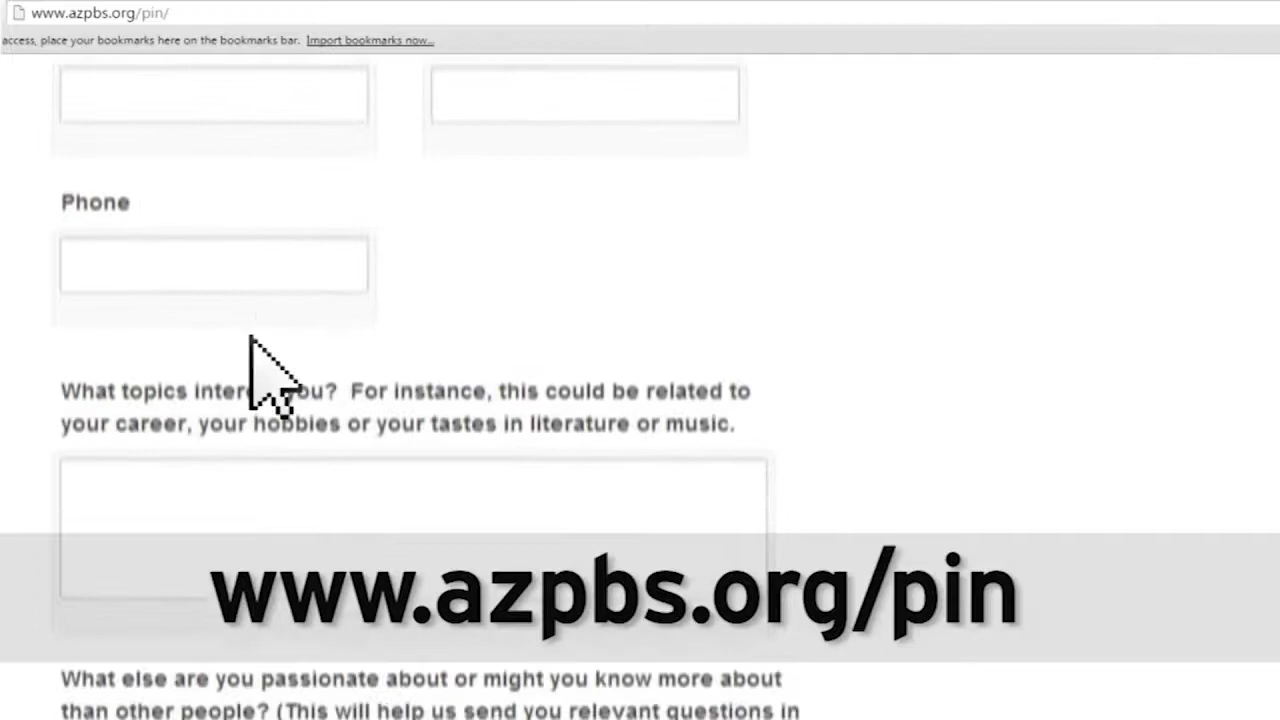 www.azpbs.org/pin/
access, place your bookmarks here on the bookmarks bar. Import bookmarks now...
Phone
What topics you? For instance, this could be related to
your career, your hobbies or your tastes in literature or music.
www.azpbs.org/pin
What else are you passionate about or might you know more about
than other people? (This will help us send you relevant questions in